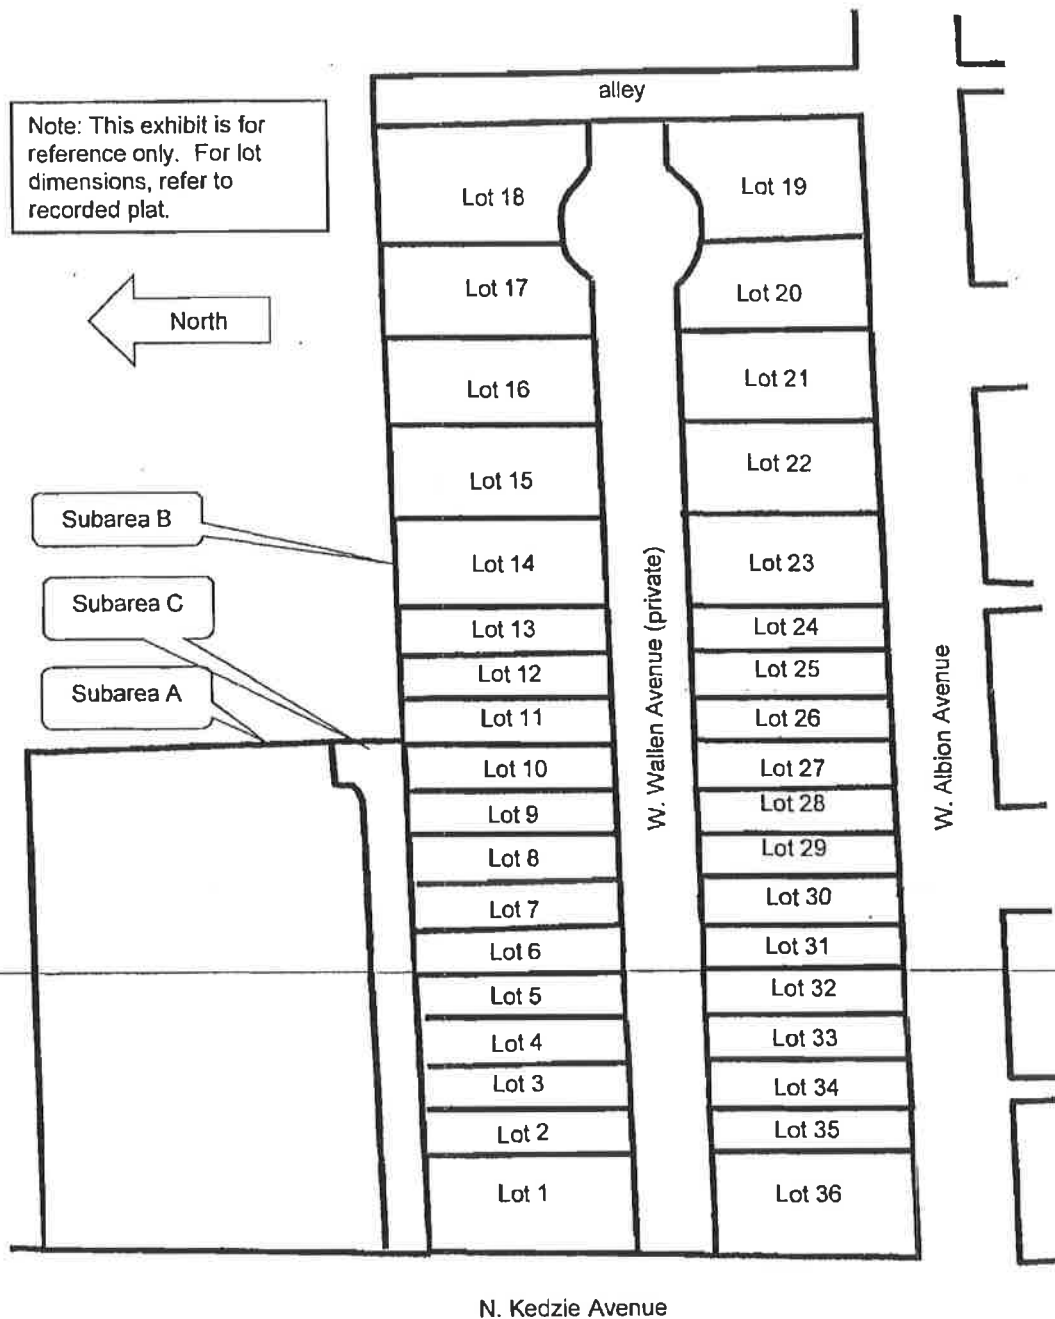 alley
Note: This exhibit is for
reference only. For lot
dimensions, refer to
recorded plat.
North
Lot 18
Lot 19
Lot 17
Lot 20
Lot 16
Lot 21
Lot 15
Lot 22
Subarea B
Lot 14
Lot 23
Subarea C
Lot 13
Lot 24
Lot 12
Lot 25
Subarea A
Lot 11
Lot 26
Lot 10
Lot 27
Lot 9
Lot 28
Lot 8
Lot 29
Lot 7
Lot 30
Lot 6
Lot 31
Lot 5
Lot 32
Lot 4
Lot 33
Lot 3
Lot 34
Lot 2
Lot 35
Lot 1
Lot 36
W. Wallen Avenue (private)
W. Albion Avenue
N. Kedzie Avenue